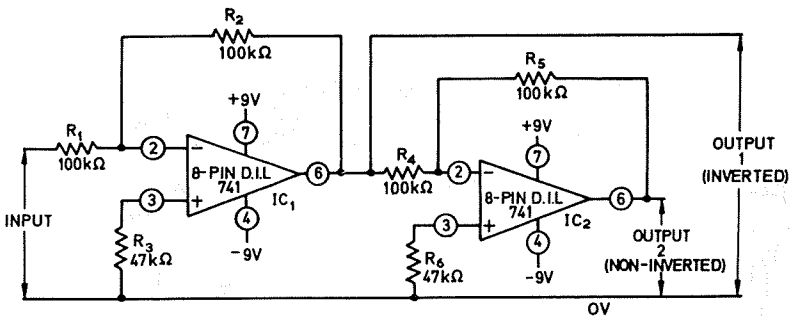 R2
100kΩ
R1
100kΩ
2
−
+9V
7
8-PIN D.I.L
741
6
3
+
IC1
4
−9V
R3
47kΩ
INPUT
R5
100kΩ
R4
100kΩ
2
−
+9V
7
8-PIN D.I.L
741
6
3
+
IC2
4
−9V
R6
47kΩ
OUTPUT
1
(INVERTED)
OUTPUT
2
(NON-INVERTED)
0V